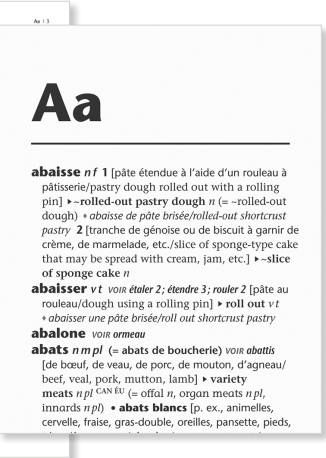 Aa | 3
Aa
abaisse n f 1 [pâte étendue à l'aide d'un rouleau à
pâtisserie/pastry dough rolled out with a rolling
pin] ▸ ~rolled-out pastry dough n (= ~rolled-out
dough) ♦ abaisse de pâte brisée/rolled-out shortcrust
pastry 2 [tranche de génoise ou de biscuit à garnir de
crème, de marmelade, etc./slice of sponge-type cake
that may be spread with cream, jam, etc.] ▸ ~slice
of sponge cake n
abaisser v t VOIR étaler 2; étendre 3; rouler 2 [pâte au
rouleau/dough using a rolling pin] ▸ roll out v t
♦ abaisser une pâte brisée/roll out shortcrust pastry
abalone VOIR ormeau
abats n m pl (= abats de boucherie) VOIR abattis
[de bœuf, de veau, de porc, de mouton, d'agneau/
beef, veal, pork, mutton, lamb] ▸ variety
meats n pl CAN ÉU (= offal n, organ meats n pl,
innards n pl) • abats blancs [p. ex., animelles,
cervelle, fraise, gras-double, oreilles, pansette, pieds,